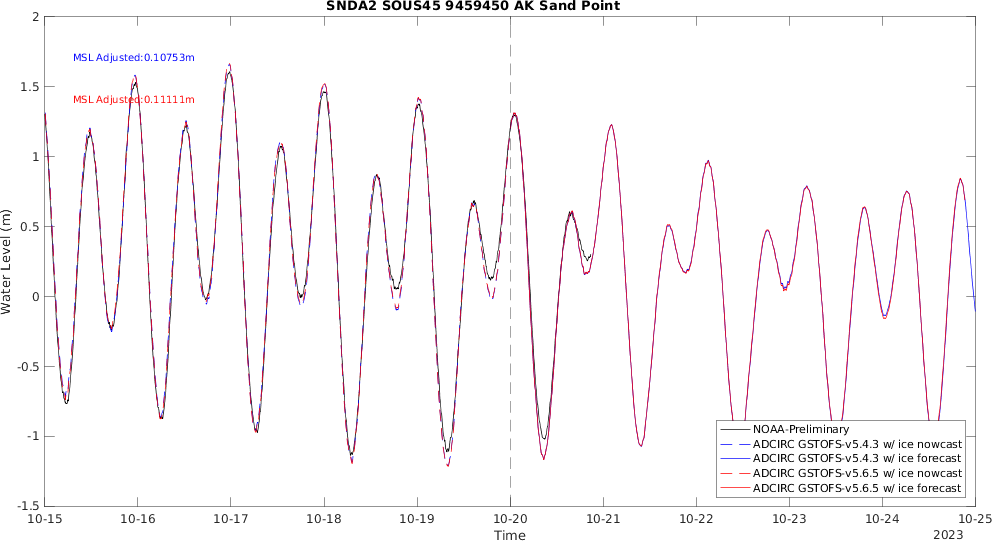 SNDA2 SOUS45 9459450 AK Sand Point
2
1.5
1
0.5
0
-0.5
-1
-1.5
Water Level (m)
MSL Adjusted:0.10753m
MSL Adjusted:0.11111m
NOAA-Preliminary
ADCIRC GSTOFS-v5.4.3 w/ ice nowcast
ADCIRC GSTOFS-v5.4.3 w/ ice forecast
ADCIRC GSTOFS-v5.6.5 w/ ice nowcast
ADCIRC GSTOFS-v5.6.5 w/ ice forecast
10-15 10-16 10-17 10-18 10-19 10-20 10-21 10-22 10-23 10-24 10-25
Time
2023